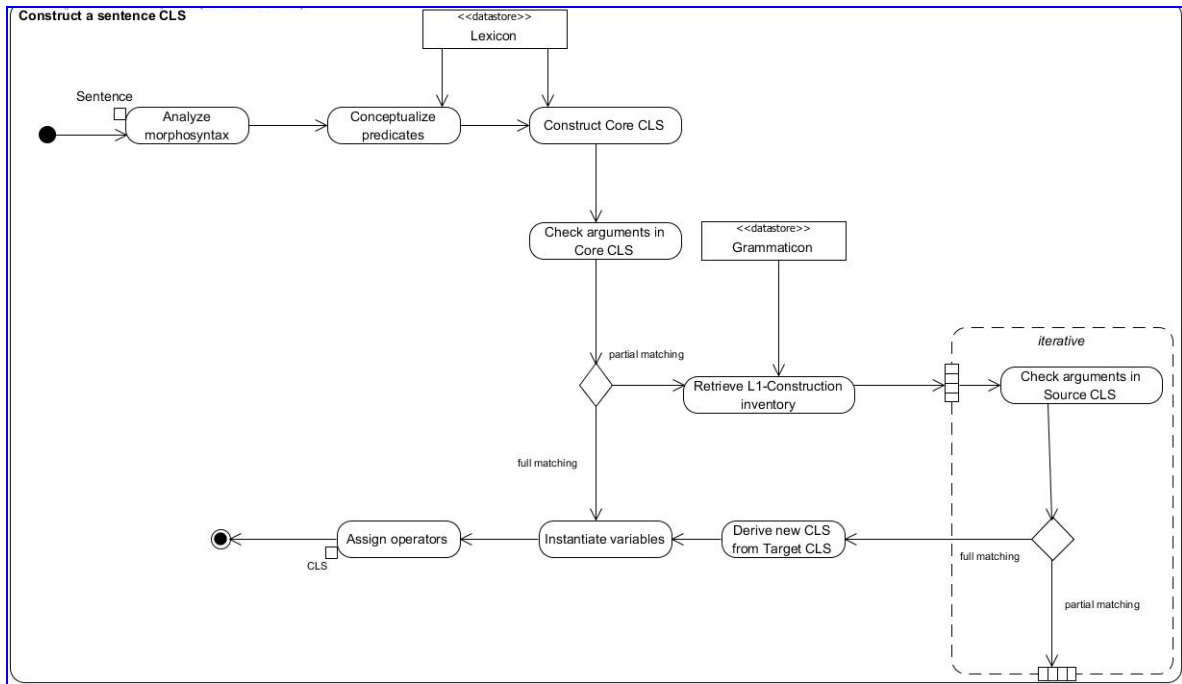 Construct a sentence CLS
<<datastore>>
Lexicon
Sentence
Analyze
morphosyntax
Conceptualize
predicates
Construct Core CLS
Check arguments in
Core CLS
<<datastore>>
Grammaticon
partial matching
Retrieve L1-Construction
inventory
iterative
Check arguments in
Source CLS
full matching
Assign operators
CLS
Instantiate variables
Derive new CLS
from Target CLS
full matching
partial matching